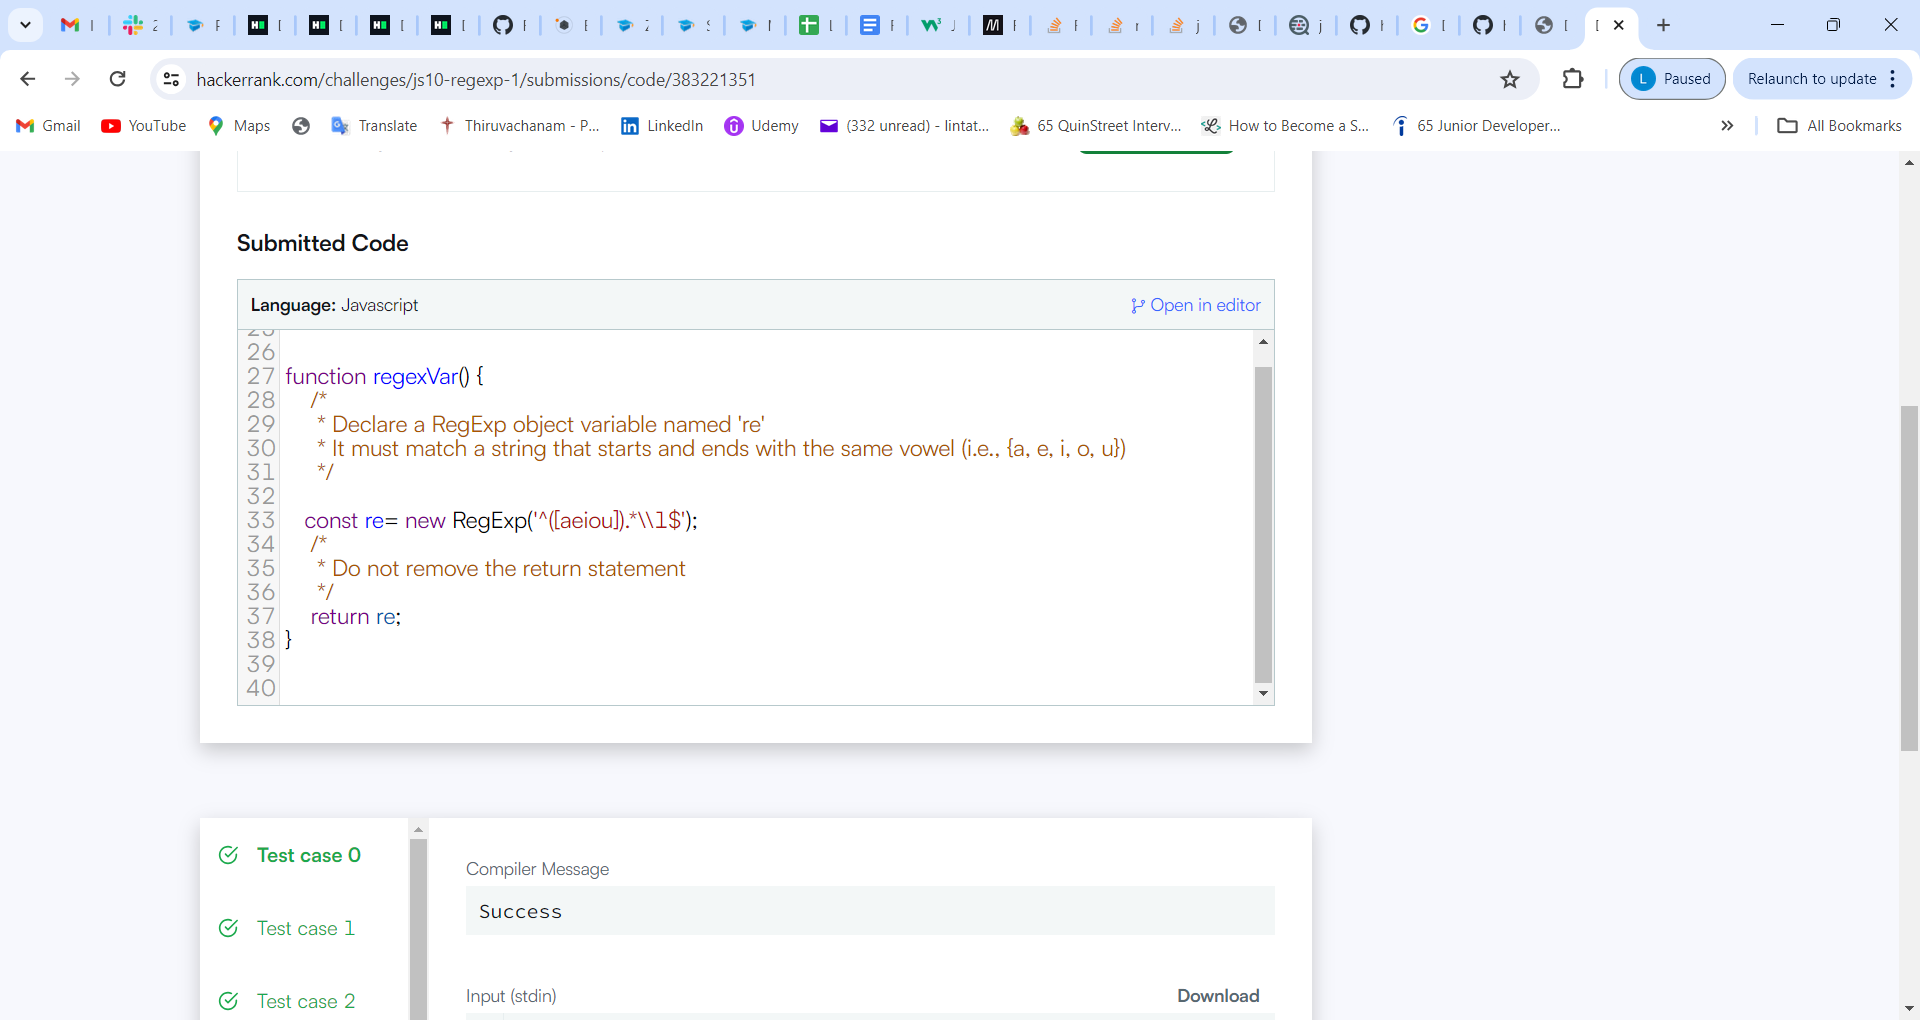 hackerrank.com/challenges/js10-regexp-1/submissions/code/383221351
L Paused
Relaunch to update
Gmail
YouTube
Maps
Translate
Thiruvachanam - P...
LinkedIn
Udemy
(332 unread) - lintat...
65 QuinStreet Interv...
How to Become a S...
65 Junior Developer...
All Bookmarks
Submitted Code
Language: Javascript
Open in editor
26
27 function regexVar() {
28 /*
29 * Declare a RegExp object variable named 're'
30 * It must match a string that starts and ends with the same vowel (i.e., {a, e, i, o, u})
31 */
32
33 const re= new RegExp('^([aeiou]).*\\1$');
34 /*
35 * Do not remove the return statement
36 */
37 return re;
38 }
39
40
Test case 0
Test case 1
Test case 2
Compiler Message
Success
Input (stdin)
Download